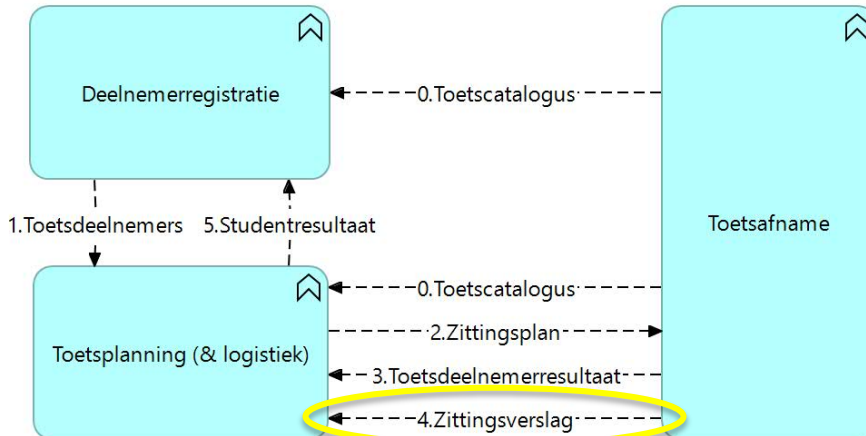 Deelnemerregistratie
0.Toetscatalogus
1.Toetsdeelnemers
5.Studentresultaat
Toetsafname
0.Toetscatalogus
2.Zittingsplan
Toetsplanning (& logistiek)
3.Toetsdeelnemerresultaat
4.Zittingsverslag